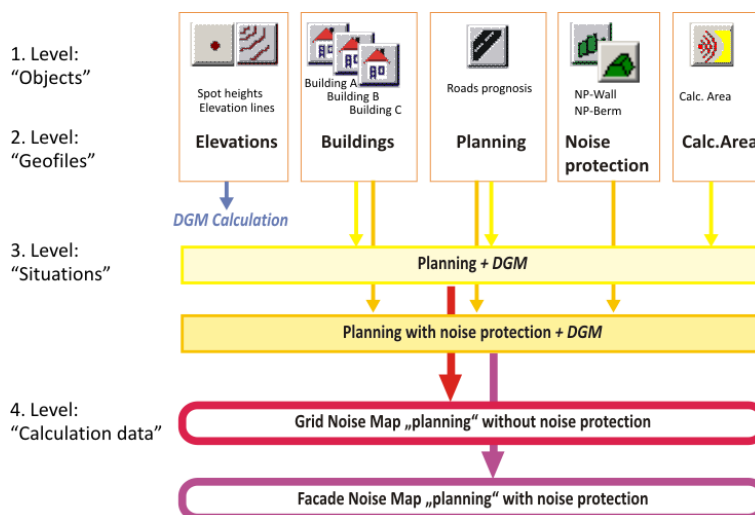 1. Level:
“Objects”
Spot heights
Elevation lines
Building A
Building B
Building C
Roads prognosis
NP-Wall
NP-Berm
Calc. Area
2. Level:
“Geofiles”
Elevations
Buildings
Planning
Noise
protection
Calc.Area
DGM Calculation
3. Level:
“Situations”
Planning + DGM
Planning with noise protection + DGM
4. Level:
“Calculation data”
Grid Noise Map „planning“ without noise protection
Facade Noise Map „planning“ with noise protection